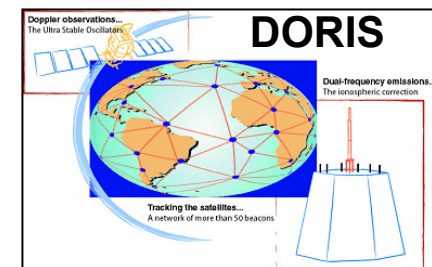 Doppler observations...
The Ultra Stable Oscillators
DORIS
Dual-frequency emissions...
The ionospheric correction
Tracking the satellites...
A network of more than 50 beacons